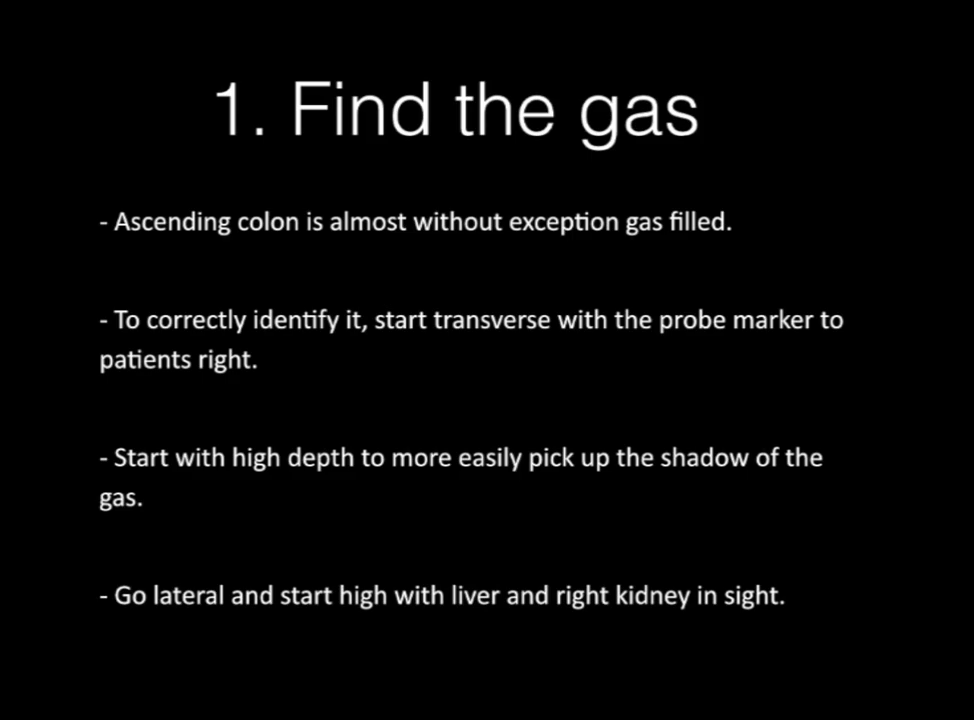 1. Find the gas
- Ascending colon is almost without exception gas filled.
- To correctly identify it, start transverse with the probe marker to
patients right.
- Start with high depth to more easily pick up the shadow of the
gas.
- Go lateral and start high with liver and right kidney in sight.